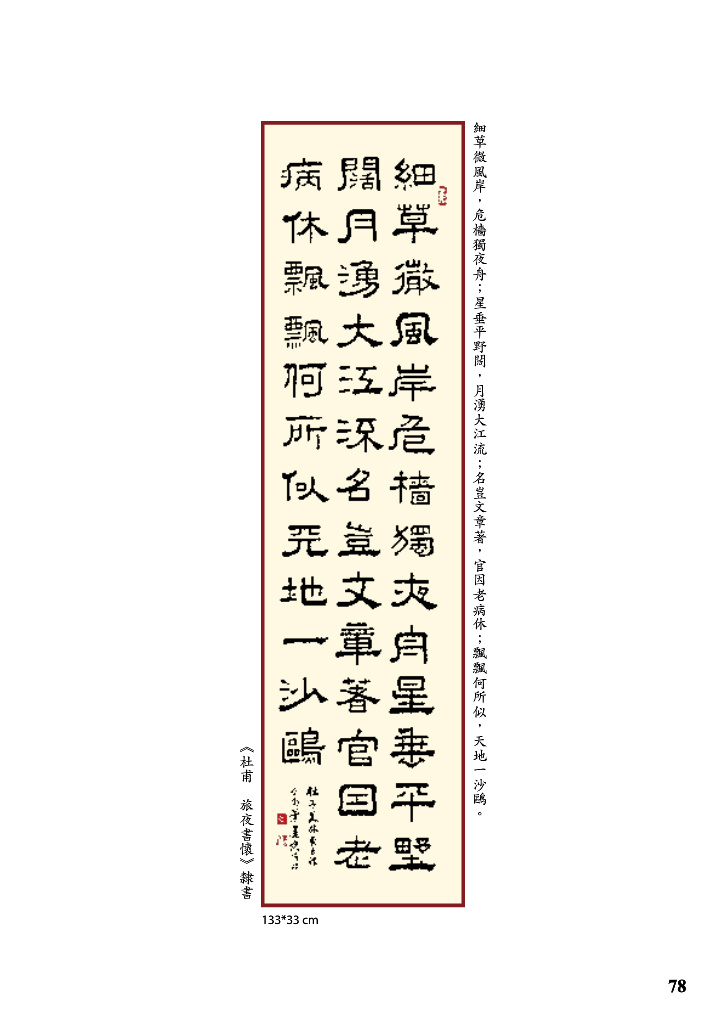 細草微風岸，危檣獨夜舟；星垂平野闊，月湧大江流；名豈文章著，官因老病休；飄飄何所似，天地一沙鷗。
細草微風岸危檣獨夜舟星垂平野
闊月湧大江流名豈文章著官因老
病休飄飄何所似天地一沙鷗
《杜甫　旅夜書懷》隸書
133*33 cm
78